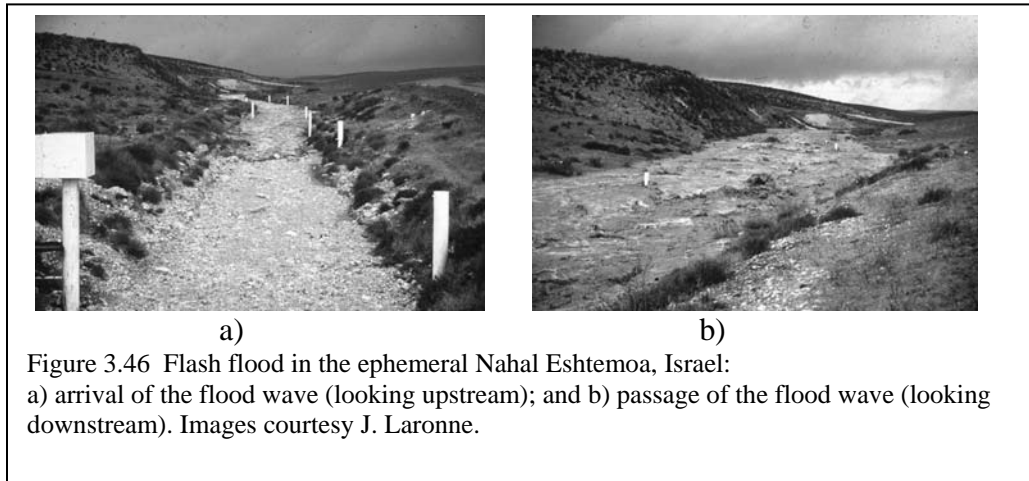 a)
b)
Figure 3.46 Flash flood in the ephemeral Nahal Eshtemoa, Israel:
a) arrival of the flood wave (looking upstream); and b) passage of the flood wave (looking
downstream). Images courtesy J. Laronne.